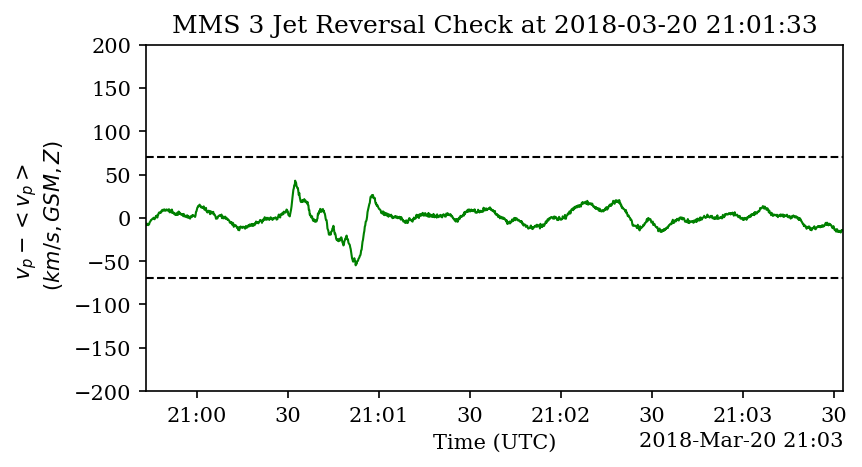 MMS 3 Jet Reversal Check at 2018-03-20 21:01:33
200
150
100
50
0
−50
−100
−150
−200
v_p − < v_p >
(km/s, GSM, Z)
21:00 30 21:01 30 21:02 30 21:03 30
Time (UTC)
2018-Mar-20 21:03